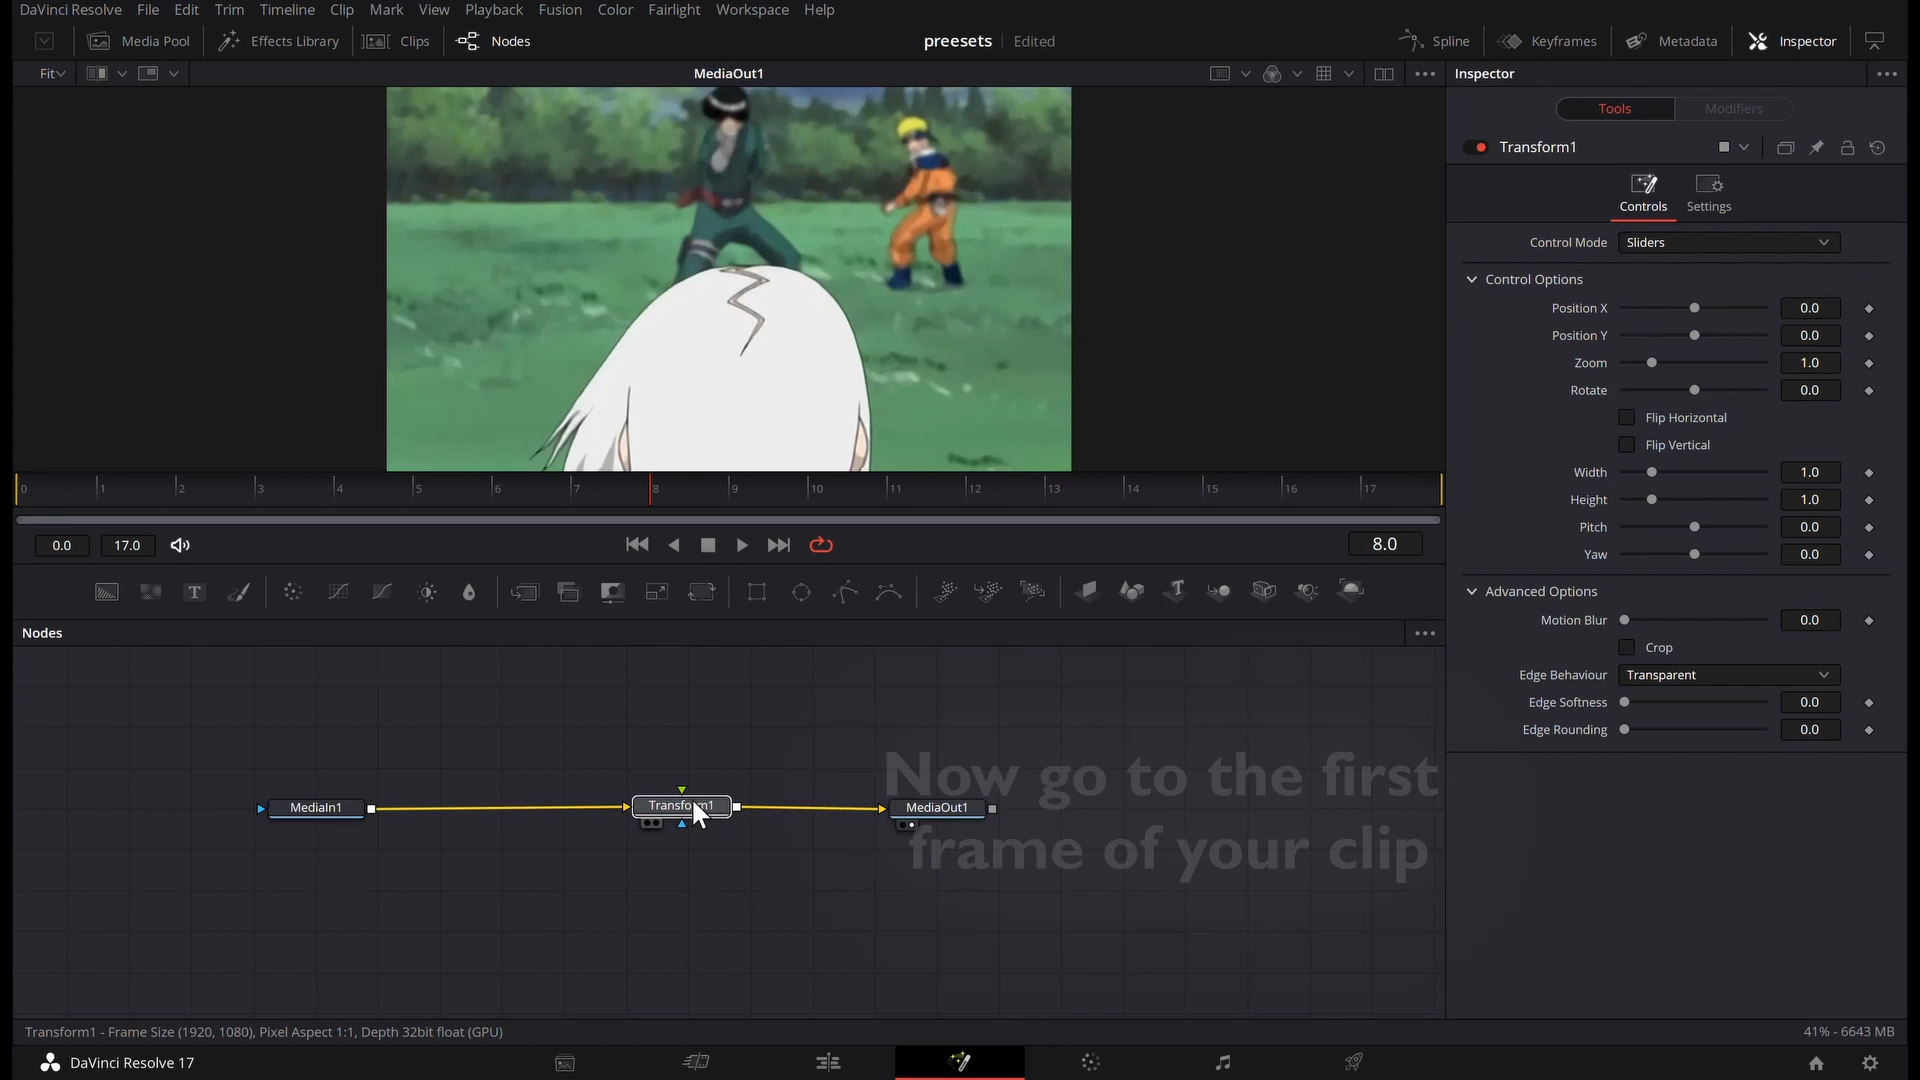 DaVinci Resolve File Edit Trim Timeline Clip Mark View Playback Fusion Color Fairlight Workspace Help
Media Pool Effects Library Clips Nodes preesets Edited Spline Keyframes Metadata Inspector
Fit MediaOut1 Inspector
Tools Modifiers
Transform1
Controls Settings
Control Mode Sliders
Control Options
Position X 0.0
Position Y 0.0
Zoom 1.0
Rotate 0.0
Flip Horizontal
Flip Vertical
Width 1.0
Height 1.0
Pitch 0.0
Yaw 0.0
Advanced Options
Motion Blur 0.0
Crop
Edge Behaviour Transparent
Edge Softness 0.0
Edge Rounding 0.0
0 1 2 3 4 5 6 7 8 9 10 11 12 13 14 15 16 17
0.0 17.0 8.0
T T
Nodes
MediaIn1 Transform1 MediaOut1
Now go to the first
frame of your clip
Transform1 - Frame Size (1920, 1080), Pixel Aspect 1:1, Depth 32bit float (GPU) 41% - 6643 MB
DaVinci Resolve 17